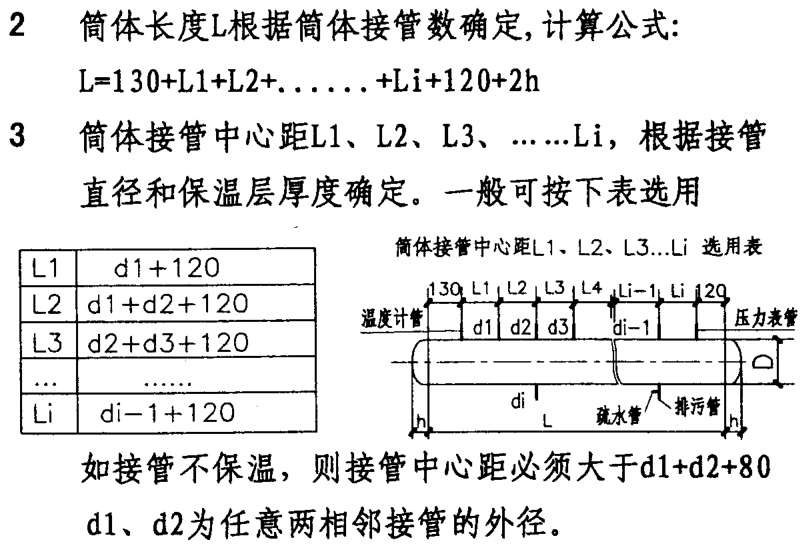 2 筒体长度L根据筒体接管数确定,计算公式:
L=130+L1+L2+......+Li+120+2h
3 筒体接管中心距L1、L2、L3、……Li，根据接管
直径和保温层厚度确定。一般可按下表选用
L1 d1+120
L2 d1+d2+120
L3 d2+d3+120
... ......
Li di-1+120
筒体接管中心距L1、L2、L3...Li 选用表
130 L1 L2 L3 L4 Li-1 Li 120
温度计管 d1 d2 d3 di-1 压力表管
D
di 疏水管 排污管
h L h
如接管不保温，则接管中心距必须大于d1+d2+80
d1、d2为任意两相邻接管的外径。